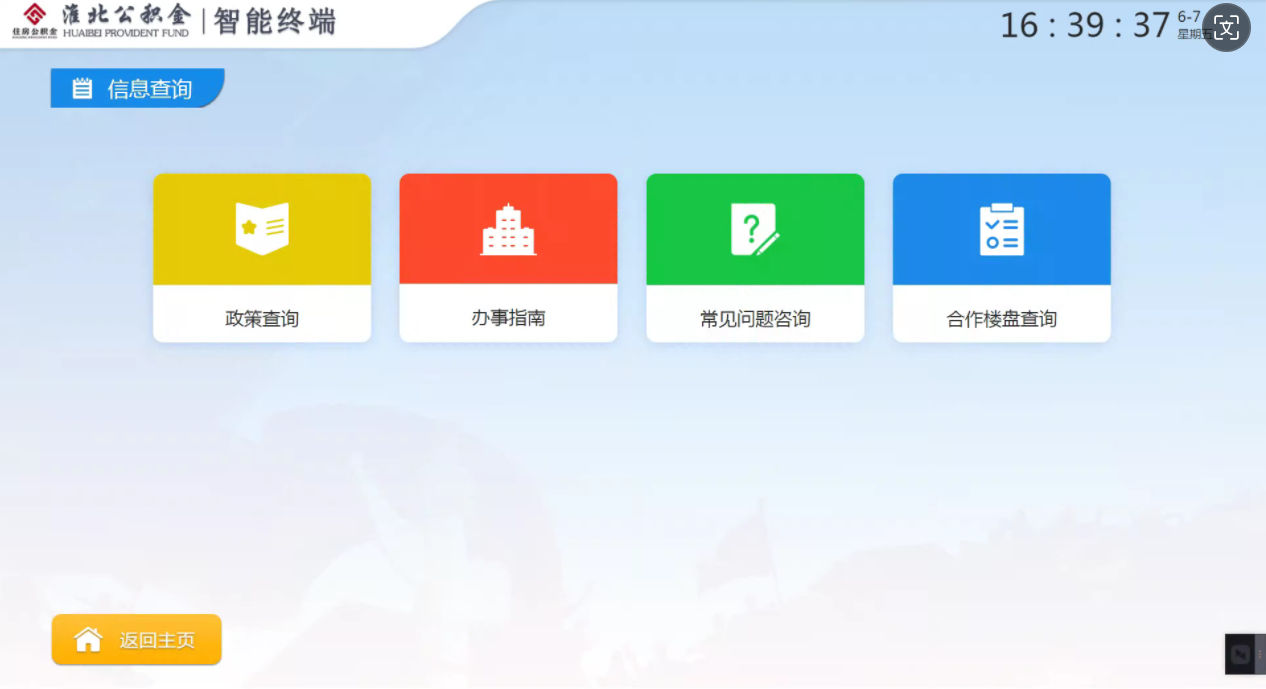 淮北公积金
智能终端
住房公积金
HUAIBEI PROVIDENT FUND
16 : 39 : 37
6-7
星期五
文
信息查询
政策查询
办事指南
常见问题咨询
合作楼盘查询
返回主页